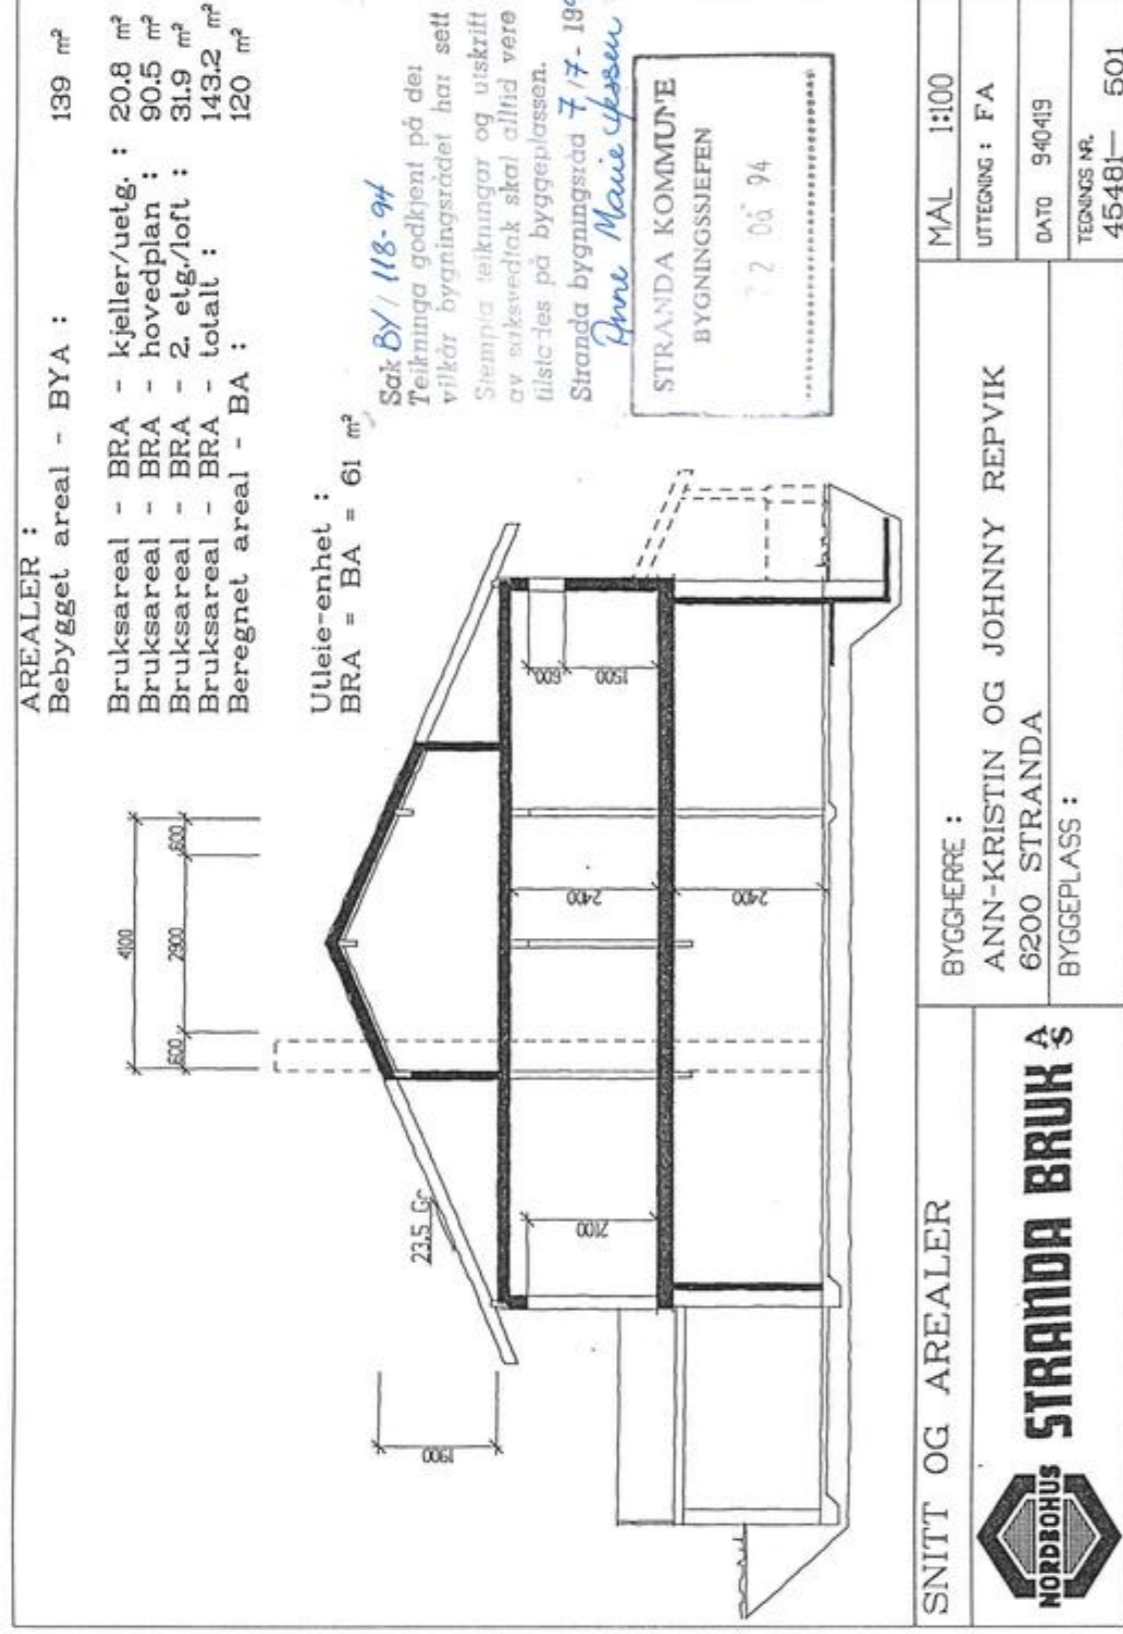 AREALER :
Bebygget areal - BYA : 139 m²
Bruksareal - BRA - kjeller/uetg. : 20.8 m²
Bruksareal - BRA - hovedplan : 90.5 m²
Bruksareal - BRA - 2. etg./loft : 31.9 m²
Bruksareal - BRA - totalt : 143.2 m²
Beregnet areal - BA : 120 m²
Utleie-enhet :
BRA = BA = 61 m²
Sak BY/118-94
Teikninga godkjent på dei
vilkår bygningsrådet har sett
Stempla teikningar og utskrift
av saksvedtak skal alltid vere
tilstades på byggeplassen.
Stranda bygningsråd 7/7-19
Anne Marie
STRANDA KOMMUNE
BYGNINGSSJEFEN
94
4100
600
2900
600
23.5 Gr
1900
2100
2400
2400
600
1500
SNITT OG AREALER
NORDBOHUS
STRANDA BRUK AS
BYGGHERRE :
ANN-KRISTIN OG JOHNNY REPVIK
6200 STRANDA
BYGGEPLASS :
MÅL 1:100
UTTEGNING : FA
DATO 940419
TEGNINGS NR.
45481- 501